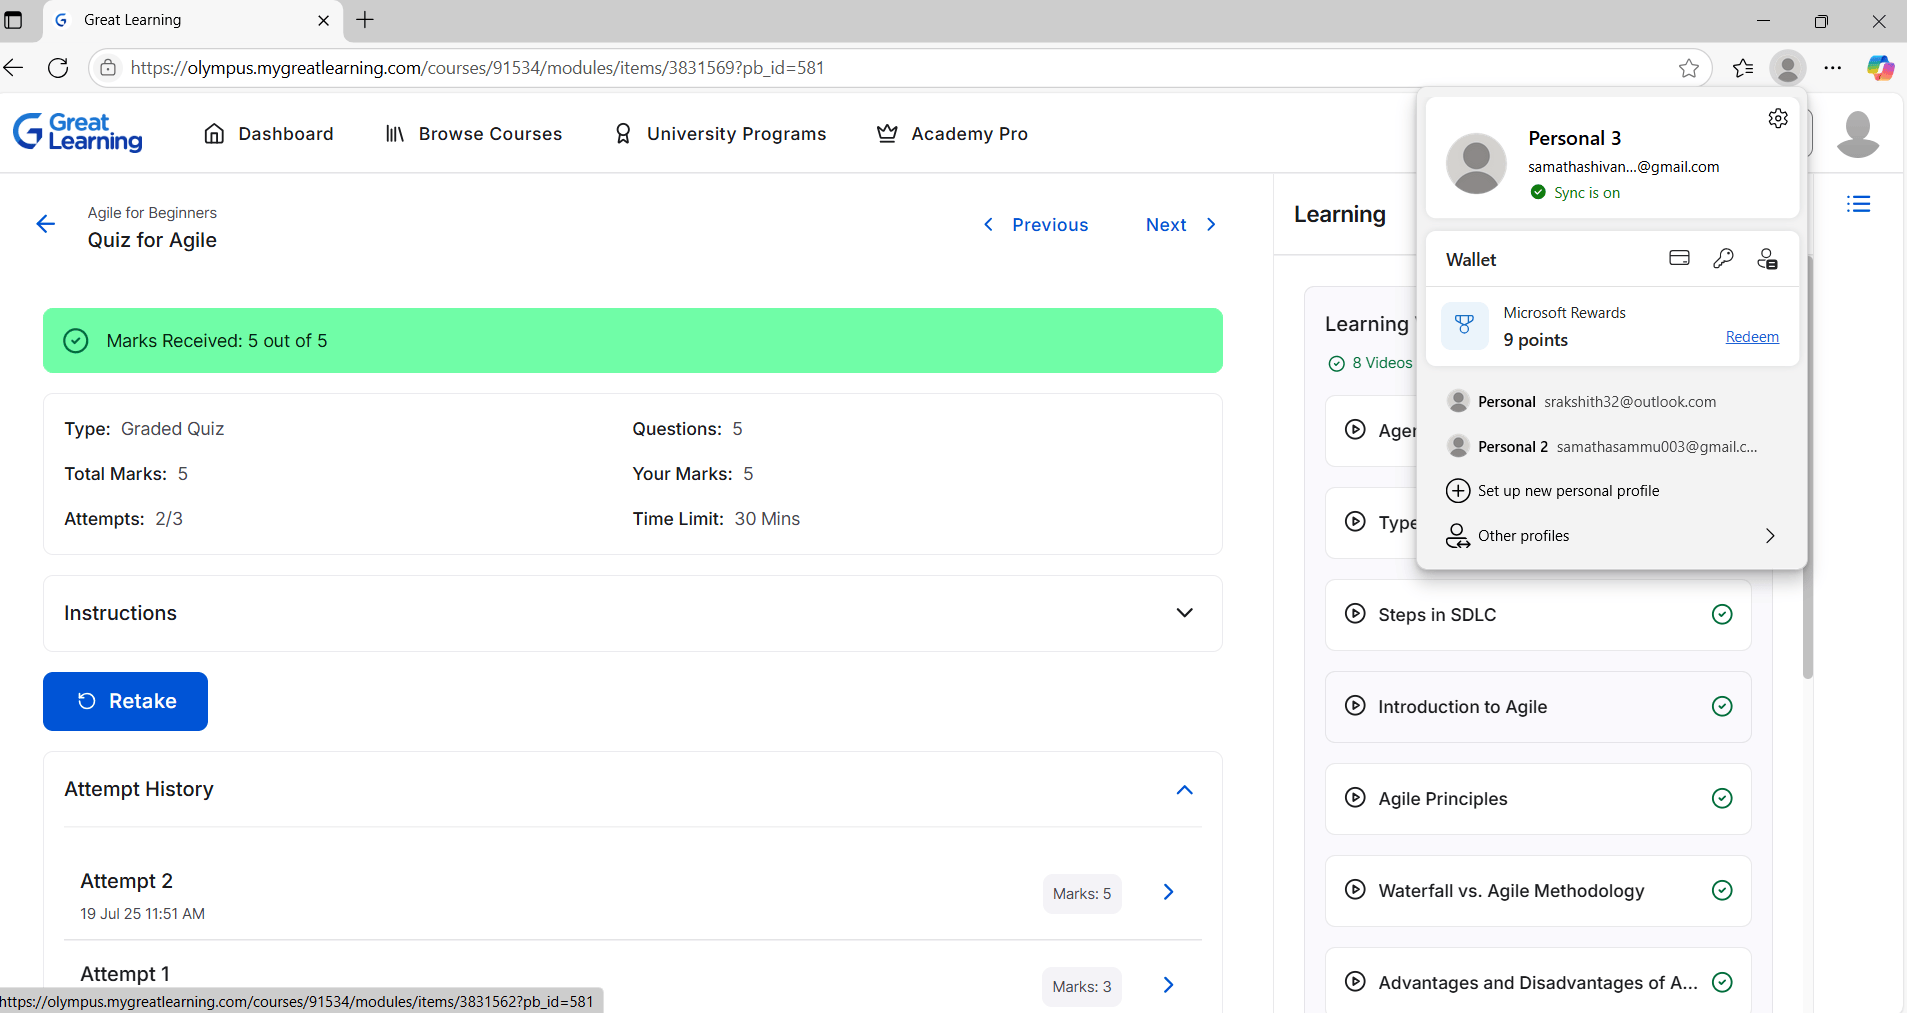 Great Learning
https://olympus.mygreatlearning.com/courses/91534/modules/items/3831569?pb_id=581
Great
Learning
Dashboard
Browse Courses
University Programs
Academy Pro
Agile for Beginners
Quiz for Agile
Previous
Next
Marks Received: 5 out of 5
Type: Graded Quiz
Questions: 5
Total Marks: 5
Your Marks: 5
Attempts: 2/3
Time Limit: 30 Mins
Instructions
Retake
Attempt History
Attempt 2
19 Jul 25 11:51 AM
Marks: 5
Attempt 1
Marks: 3
https://olympus.mygreatlearning.com/courses/91534/modules/items/3831562?pb_id=581
Learning
Learning
8 Videos
Steps in SDLC
Introduction to Agile
Agile Principles
Waterfall vs. Agile Methodology
Advantages and Disadvantages of A...
Personal 3
samathashivan...@gmail.com
Sync is on
Wallet
Microsoft Rewards
9 points
Redeem
Personal srakshith32@outlook.com
Personal 2 samathasammu003@gmail.c...
Set up new personal profile
Other profiles